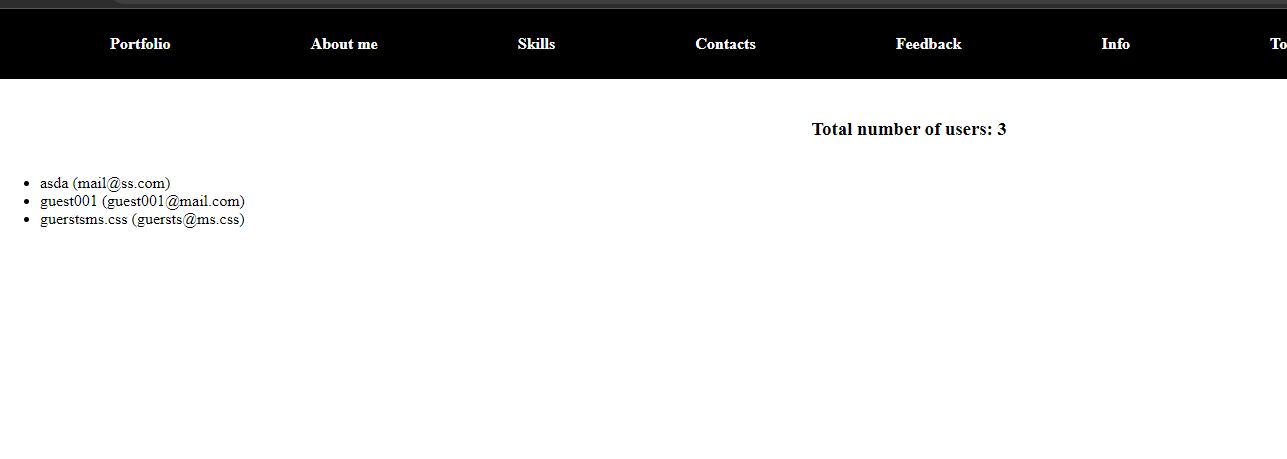 Portfolio About me Skills Contacts Feedback Info To
Total number of users: 3
asda (mail@ss.com)
guest001 (guest001@mail.com)
guerstsms.css (guersts@ms.css)